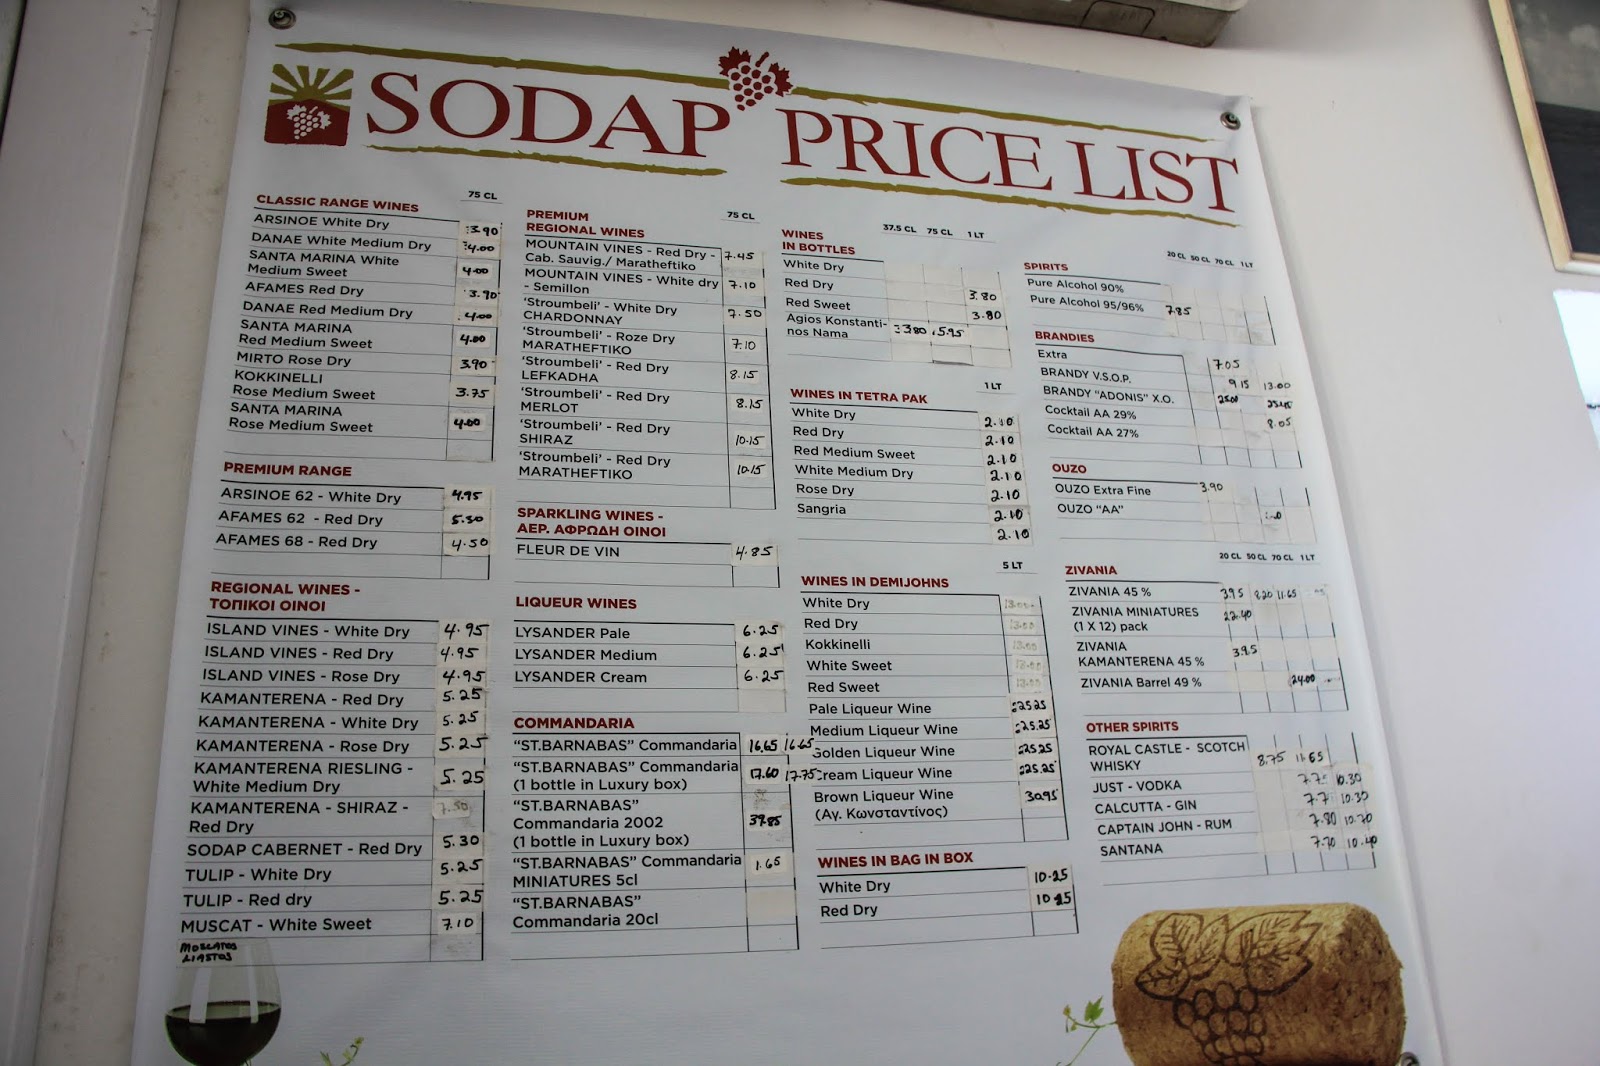 SODAP PRICE LIST
CLASSIC RANGE WINES 75 CL
ARSINOE White Dry 3.90
DANAE White Medium Dry 4.00
SANTA MARINA White
Medium Sweet 4.00
AFAMES Red Dry 3.90
DANAE Red Medium Dry 4.00
SANTA MARINA
Red Medium Sweet 4.00
MIRTO Rose Dry 3.90
KOKKINELLI
Rose Medium Sweet 3.75
SANTA MARINA
Rose Medium Sweet 4.00
PREMIUM RANGE
ARSINOE 62 - White Dry 4.95
AFAMES 62 - Red Dry 5.50
AFAMES 68 - Red Dry 4.50
REGIONAL WINES -
ΤΟΠΙΚΟΙ ΟΙΝΟΙ
ISLAND VINES - White Dry 4.95
ISLAND VINES - Red Dry 4.95
ISLAND VINES - Rose Dry 4.95
KAMANTERENA - Red Dry 5.25
KAMANTERENA - White Dry 5.25
KAMANTERENA - Rose Dry 5.25
KAMANTERENA RIESLING -
White Medium Dry 5.25
KAMANTERENA - SHIRAZ -
Red Dry 7.50
SODAP CABERNET - Red Dry 5.30
TULIP - White Dry 5.25
TULIP - Red dry 5.25
MUSCAT - White Sweet 7.10
MOSCATOS
LIASTOS
PREMIUM
REGIONAL WINES 75 CL
MOUNTAIN VINES - Red Dry -
Cab. Sauvig./ Maratheftiko 7.45
MOUNTAIN VINES - White dry
- Semillon 7.10
'Stroumbeli' - White Dry
CHARDONNAY 7.50
'Stroumbeli' - Roze Dry
MARATHEFTIKO 7.10
'Stroumbeli' - Red Dry
LEFKADHA 8.15
'Stroumbeli' - Red Dry
MERLOT 8.15
'Stroumbeli' - Red Dry
SHIRAZ 10.15
'Stroumbeli' - Red Dry
MARATHEFTIKO 10.15
SPARKLING WINES -
ΑΕΡ. ΑΦΡΩΔΗ ΟΙΝΟΙ
FLEUR DE VIN 4.85
LIQUEUR WINES
LYSANDER Pale 6.25
LYSANDER Medium 6.25
LYSANDER Cream 6.25
COMMANDARIA
"ST.BARNABAS" Commandaria 16.65 16.65
"ST.BARNABAS" Commandaria
(1 bottle in Luxury box) 17.60 17.75
"ST.BARNABAS"
Commandaria 2002
(1 bottle in Luxury box) 39.85
"ST.BARNABAS" Commandaria
MINIATURES 5cl 1.65
"ST.BARNABAS"
Commandaria 20cl
WINES
IN BOTTLES 37.5 CL 75 CL 1 LT
White Dry
Red Dry 3.80
Red Sweet 3.80
Agios Konstanti-
nos Nama 3.80 5.95
WINES IN TETRA PAK 1 LT
White Dry 2.10
Red Dry 2.10
Red Medium Sweet 2.10
White Medium Dry 2.10
Rose Dry 2.10
Sangria 2.10
2.10
WINES IN DEMIJOHNS 5 LT
White Dry 13.00
Red Dry 13.00
Kokkinelli 13.00
White Sweet 13.00
Red Sweet 13.00
Pale Liqueur Wine 25.25
Medium Liqueur Wine 25.25
Golden Liqueur Wine 25.25
Cream Liqueur Wine 25.25
Brown Liqueur Wine 30.95
(Αγ. Κωνσταντίνος)
WINES IN BAG IN BOX
White Dry 10.25
Red Dry 10.25
SPIRITS 20 CL 50 CL 70 CL 1 LT
Pure Alcohol 90%
Pure Alcohol 95/96% 7.85
BRANDIES
Extra 7.05
BRANDY V.S.O.P. 9.15 13.00
BRANDY "ADONIS" X.O.
Cocktail AA 29% 8.05
Cocktail AA 27%
OUZO
OUZO Extra Fine 3.90
OUZO "AA"
ZIVANIA 20 CL 50 CL 70 CL 1 LT
ZIVANIA 45 % 3.95 8.20 11.65
ZIVANIA MINIATURES
(1 X 12) pack 22.40
ZIVANIA
KAMANTERENA 45 % 3.95
ZIVANIA Barrel 49 % 24.00
OTHER SPIRITS
ROYAL CASTLE - SCOTCH
WHISKY 8.75 11.65
JUST - VODKA 10.30
CALCUTTA - GIN 10.30
CAPTAIN JOHN - RUM 7.80 10.70
SANTANA 7.70 10.40